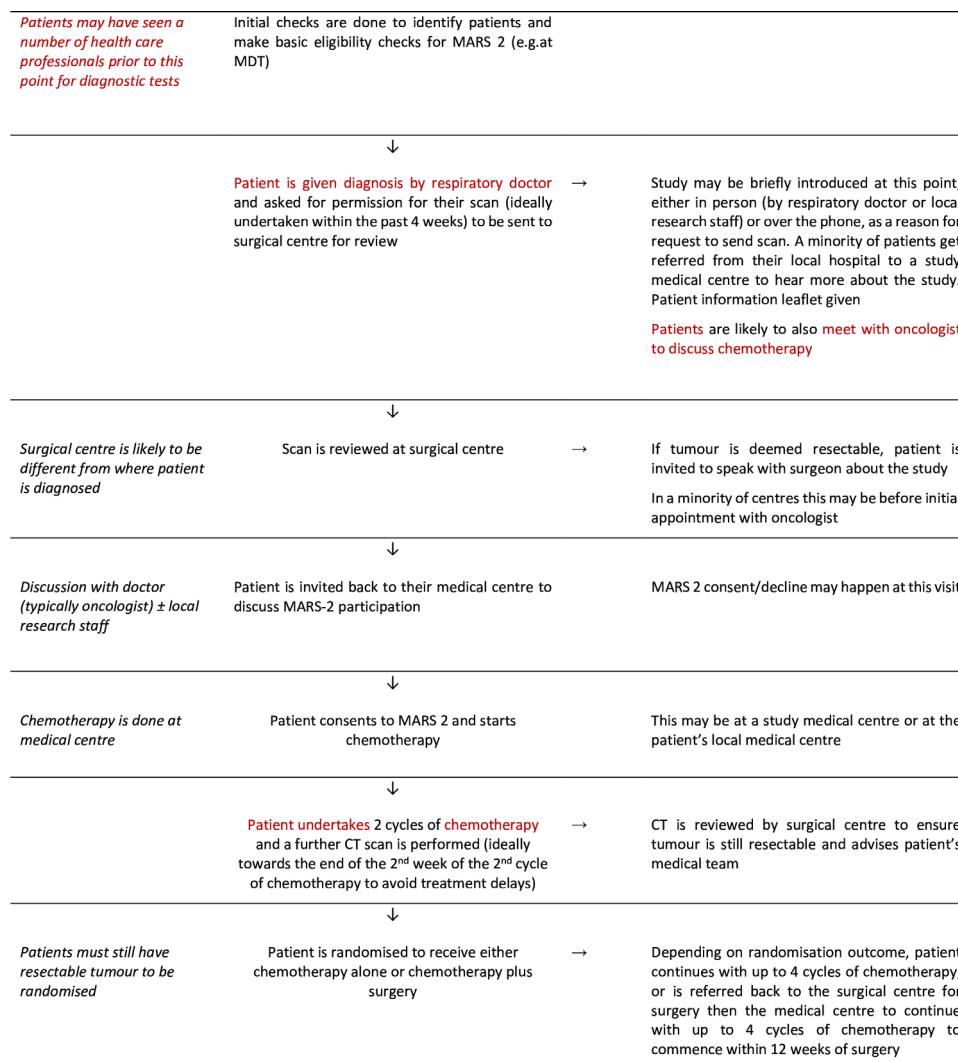 Patients may have seen a
number of health care
professionals prior to this
point for diagnostic tests
Initial checks are done to identify patients and
make basic eligibility checks for MARS 2 (e.g.at
MDT)
↓
Patient is given diagnosis by respiratory doctor
and asked for permission for their scan (ideally
undertaken within the past 4 weeks) to be sent to
surgical centre for review
→
Study may be briefly introduced at this point,
either in person (by respiratory doctor or local
research staff) or over the phone, as a reason for
request to send scan. A minority of patients get
referred from their local hospital to a study
medical centre to hear more about the study.
Patient information leaflet given
Patients are likely to also meet with oncologist
to discuss chemotherapy
↓
Surgical centre is likely to be
different from where patient
is diagnosed
Scan is reviewed at surgical centre
→
If tumour is deemed resectable, patient is
invited to speak with surgeon about the study
In a minority of centres this may be before initia
appointment with oncologist
↓
Discussion with doctor
(typically oncologist) ± local
research staff
Patient is invited back to their medical centre to
discuss MARS-2 participation
MARS 2 consent/decline may happen at this visit
↓
Chemotherapy is done at
medical centre
Patient consents to MARS 2 and starts
chemotherapy
This may be at a study medical centre or at the
patient's local medical centre
↓
Patient undertakes 2 cycles of chemotherapy
and a further CT scan is performed (ideally
towards the end of the 2nd week of the 2nd cycle
of chemotherapy to avoid treatment delays)
→
CT is reviewed by surgical centre to ensure
tumour is still resectable and advises patient's
medical team
↓
Patients must still have
resectable tumour to be
randomised
Patient is randomised to receive either
chemotherapy alone or chemotherapy plus
surgery
→
Depending on randomisation outcome, patient
continues with up to 4 cycles of chemotherapy,
or is referred back to the surgical centre for
surgery then the medical centre to continue
with up to 4 cycles of chemotherapy to
commence within 12 weeks of surgery